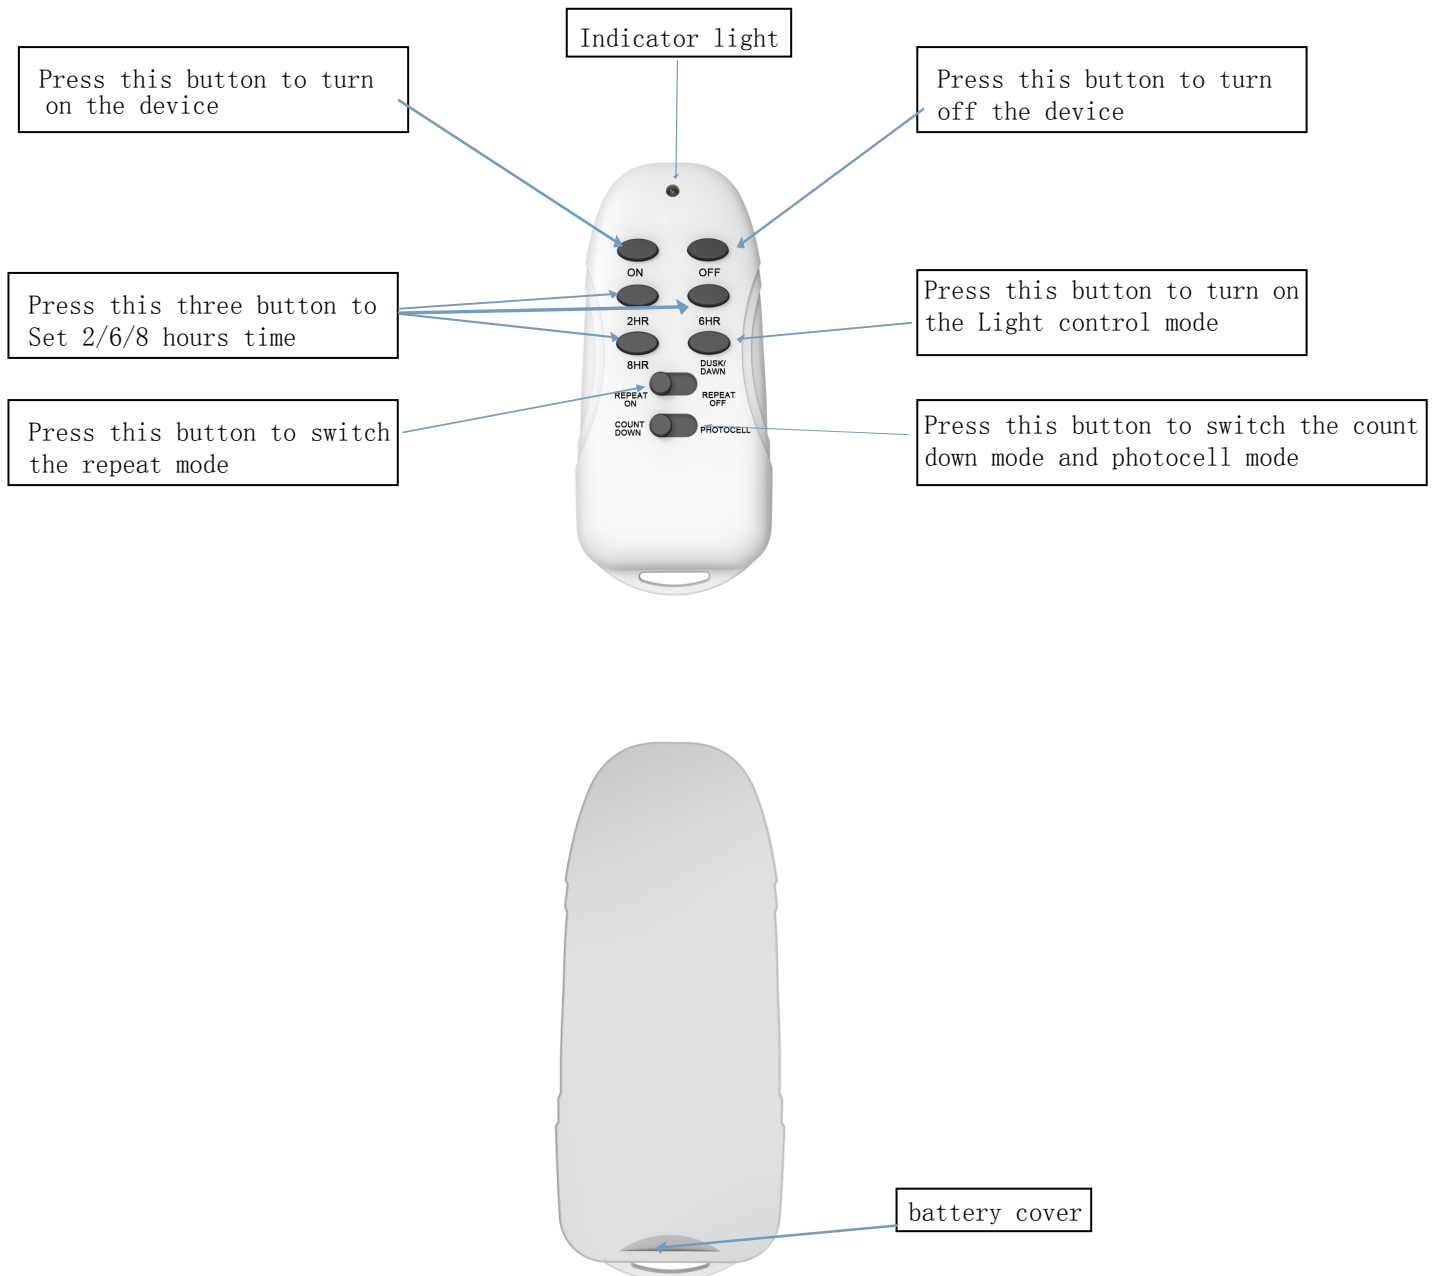 Indicator light
Press this button to turn
on the device
Press this button to turn
off the device
ON
OFF
Press this three button to
Set 2/6/8 hours time
2HR
6HR
Press this button to turn on
the Light control mode
8HR
DUSK/
DAWN
REPEAT
ON
REPEAT
OFF
Press this button to switch
the repeat mode
COUNT
DOWN
PHOTOCELL
Press this button to switch the count
down mode and photocell mode
battery cover